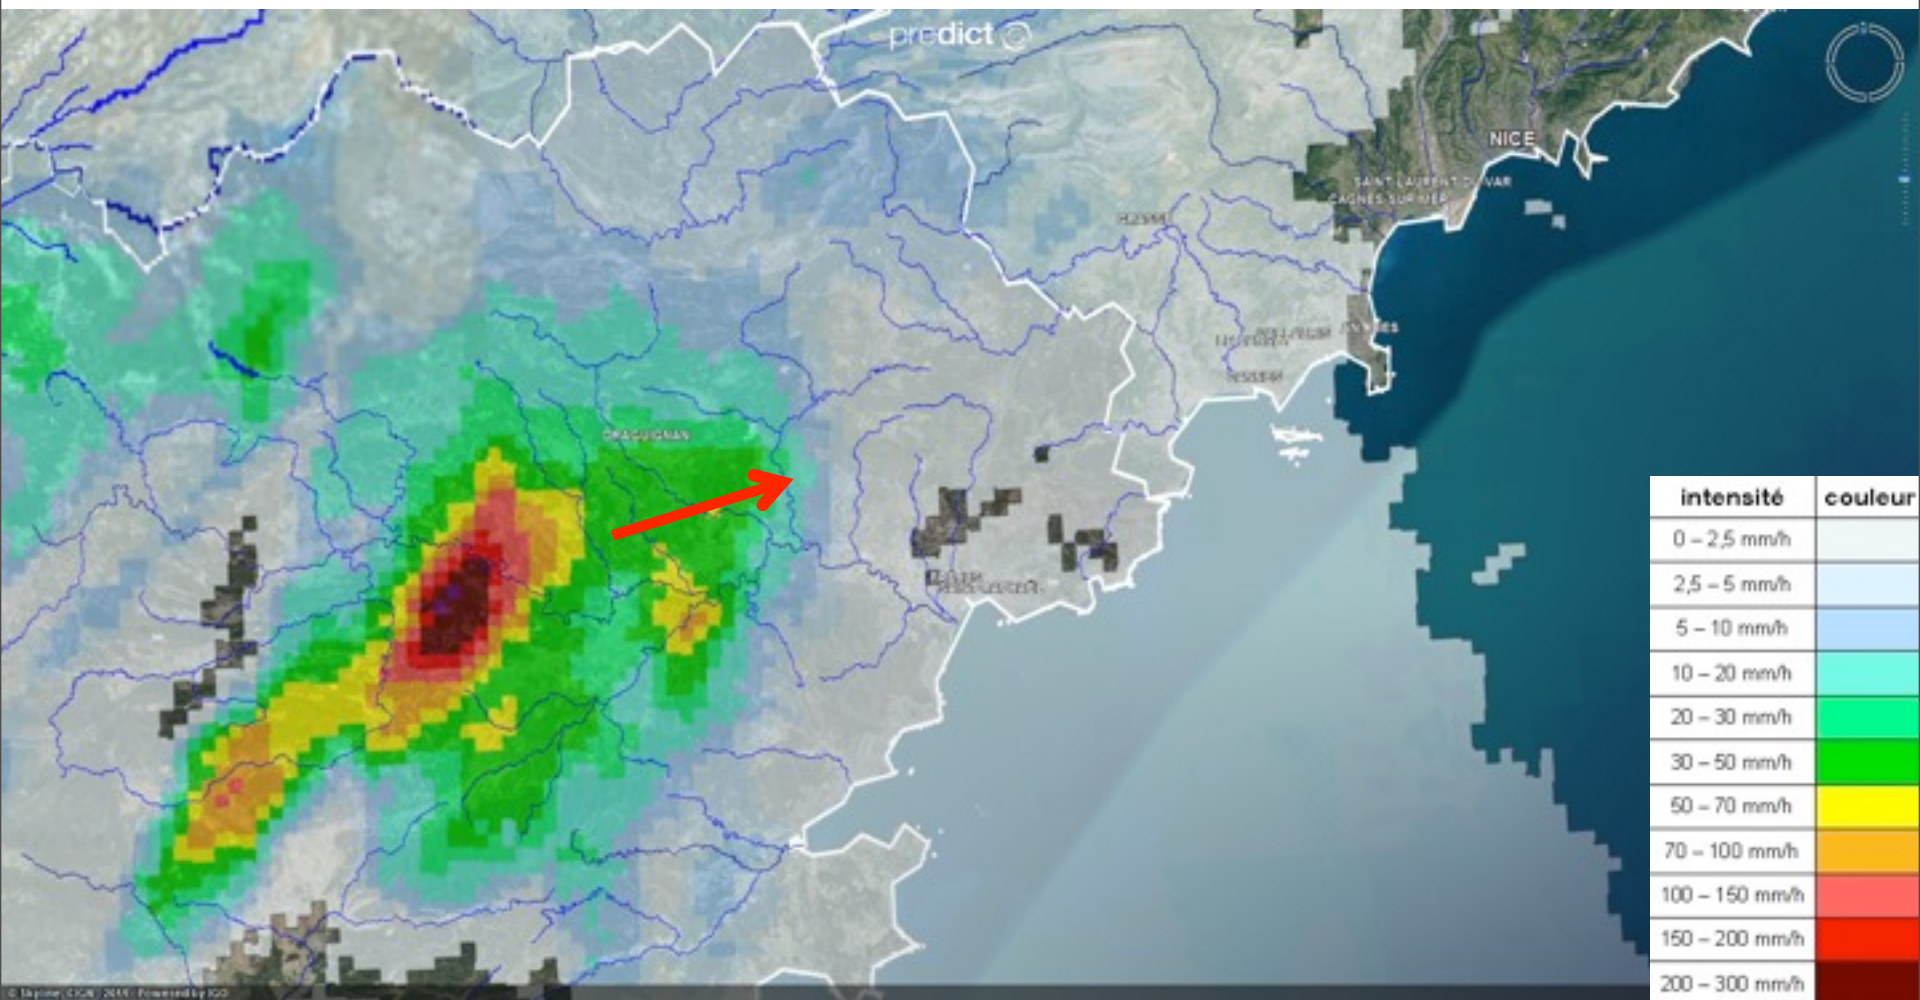 predict
NICE
SAINT LAURENT DU VAR
CAGNES SUR MER
DRAGUIGNAN
intensité couleur
0 – 2,5 mm/h
2,5 – 5 mm/h
5 – 10 mm/h
10 – 20 mm/h
20 – 30 mm/h
30 – 50 mm/h
50 – 70 mm/h
70 – 100 mm/h
100 – 150 mm/h
150 – 200 mm/h
200 – 300 mm/h